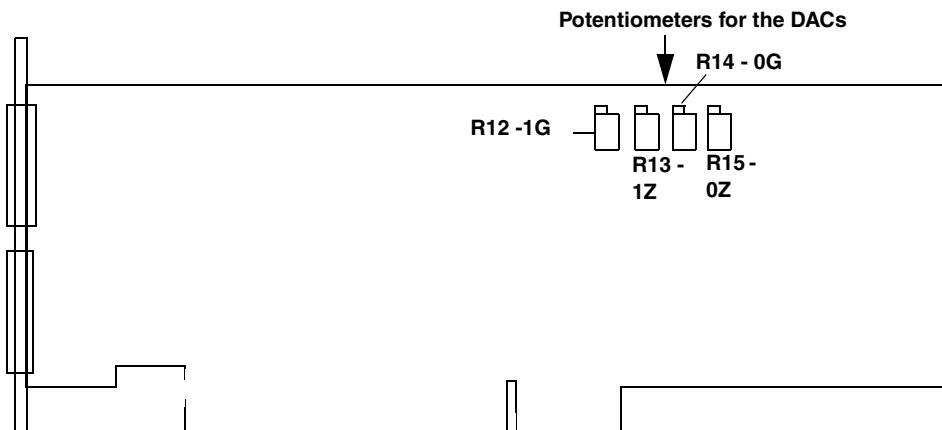 Potentiometers for the DACs
R14 - 0G
R12 -1G
R13 -
1Z
R15 -
0Z